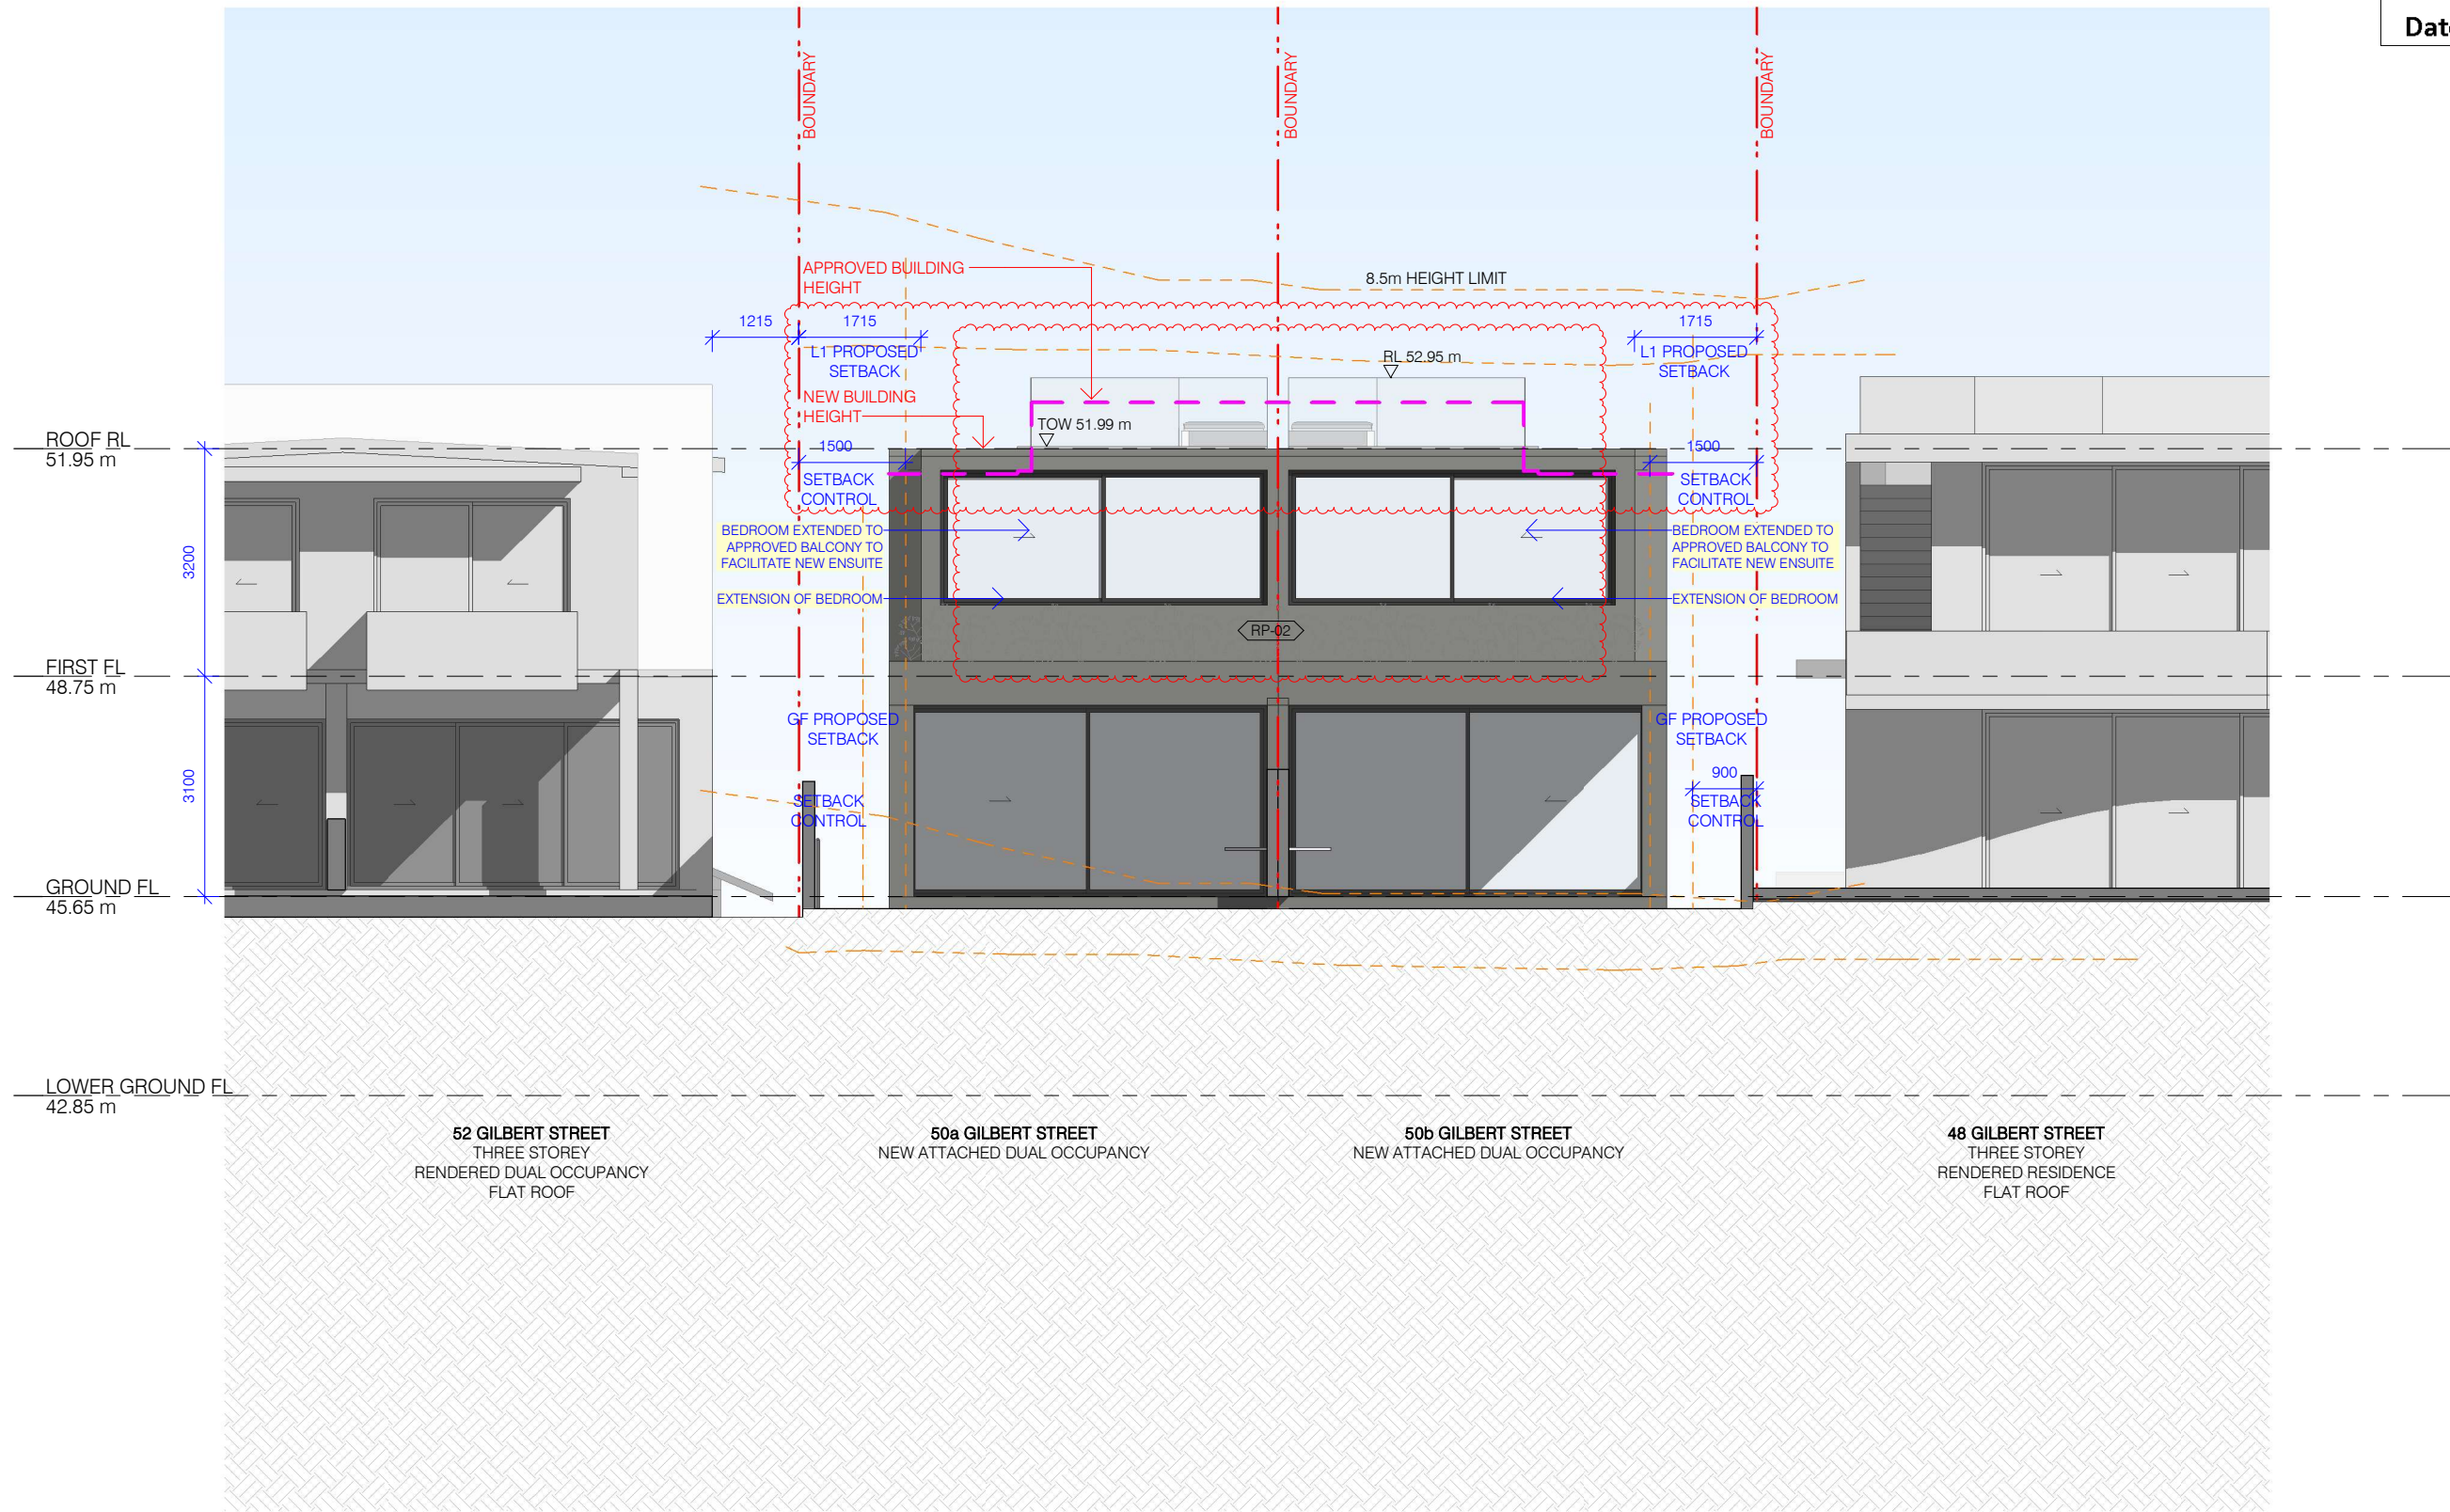 Date
BOUNDARY
BOUNDARY
BOUNDARY
APPROVED BUILDING
HEIGHT
8.5m HEIGHT LIMIT
1215
1715
1715
L1 PROPOSED
SETBACK
RL 52.95 m
L1 PROPOSED
SETBACK
NEW BUILDING
HEIGHT
TOW 51.99 m
ROOF RL
51.95 m
1500
1500
SETBACK
CONTROL
SETBACK
CONTROL
BEDROOM EXTENDED TO
APPROVED BALCONY TO
FACILITATE NEW ENSUITE
BEDROOM EXTENDED TO
APPROVED BALCONY TO
FACILITATE NEW ENSUITE
3200
EXTENSION OF BEDROOM
EXTENSION OF BEDROOM
RP-02
FIRST FL
48.75 m
GF PROPOSED
SETBACK
GF PROPOSED
SETBACK
3100
900
SETBACK
CONTROL
SETBACK
CONTROL
GROUND FL
45.65 m
LOWER GROUND FL
42.85 m
52 GILBERT STREET
THREE STOREY
RENDERED DUAL OCCUPANCY
FLAT ROOF
50a GILBERT STREET
NEW ATTACHED DUAL OCCUPANCY
50b GILBERT STREET
NEW ATTACHED DUAL OCCUPANCY
48 GILBERT STREET
THREE STOREY
RENDERED RESIDENCE
FLAT ROOF